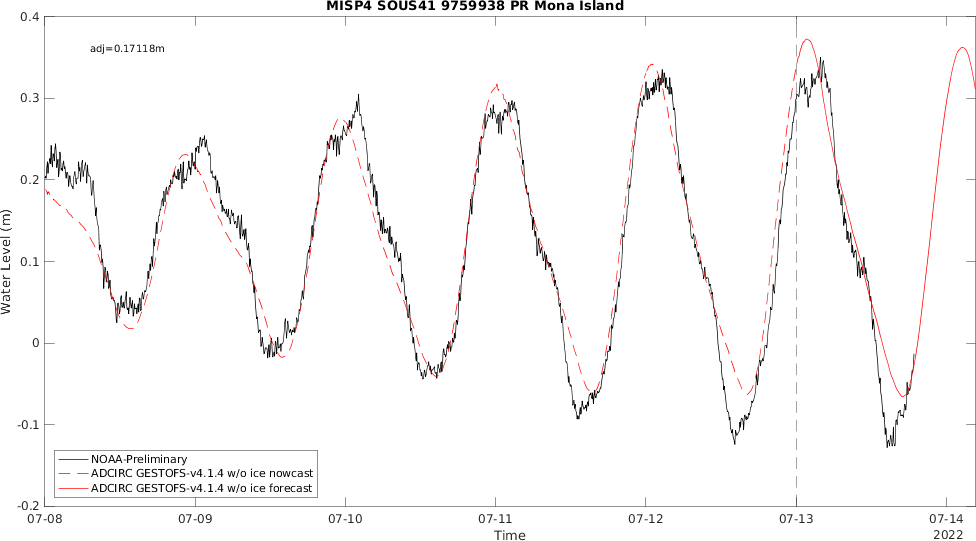 MISP4 SOUS41 9759938 PR Mona Island
adj=0.17118m
0.4
0.3
0.2
0.1
0
-0.1
-0.2
Water Level (m)
NOAA-Preliminary
ADCIRC GESTOFS-v4.1.4 w/o ice nowcast
ADCIRC GESTOFS-v4.1.4 w/o ice forecast
07-08 07-09 07-10 07-11 07-12 07-13 07-14
Time
2022